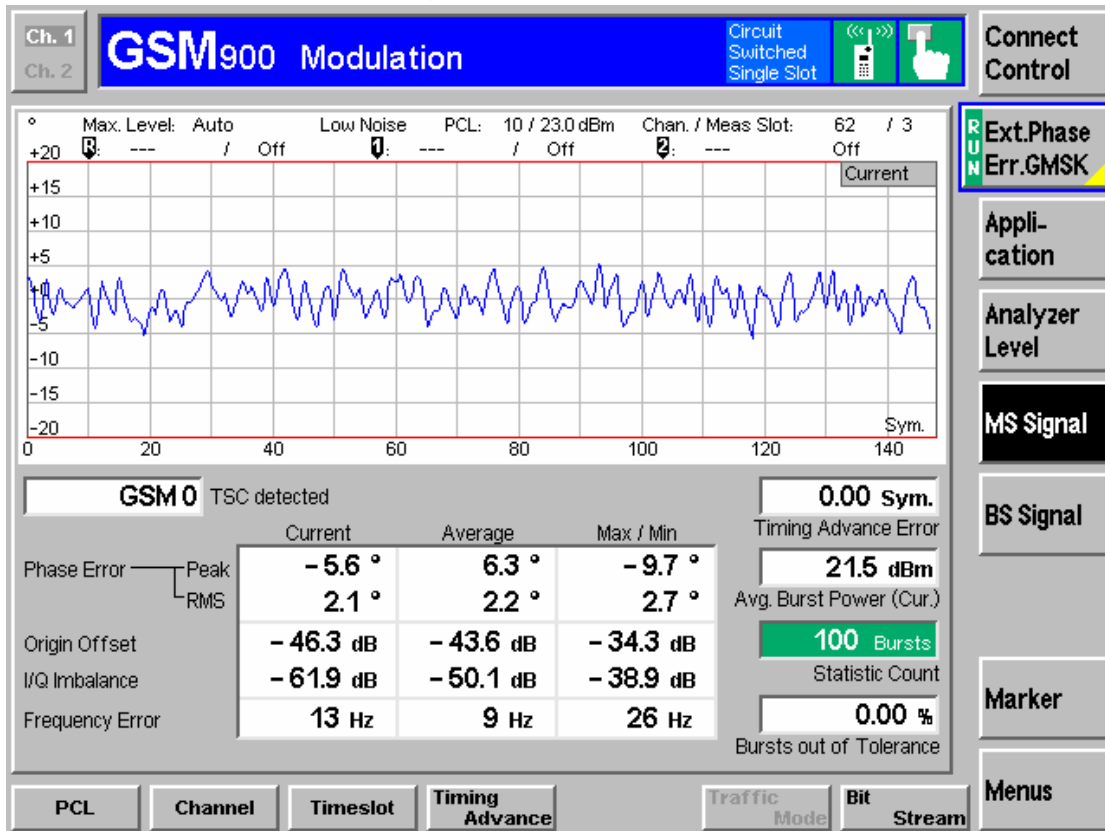 Ch. 1
Ch. 2
GSM900 Modulation
Circuit
Switched
Single Slot
Connect
Control
° Max. Level: Auto Low Noise PCL: 10 / 23.0 dBm Chan. / Meas Slot: 62 / 3
R: --- / Off 1: --- / Off 2: --- Off
Current
+20
+15
+10
+5
+0
-5
-10
-15
-20
Sym.
0 20 40 60 80 100 120 140
RUN
Ext.Phase
Err.GMSK
Appli-
cation
Analyzer
Level
MS Signal
BS Signal
Marker
Menus
GSM 0 TSC detected
Current Average Max / Min
Phase Error Peak - 5.6 ° 6.3 ° - 9.7 °
RMS 2.1 ° 2.2 ° 2.7 °
Origin Offset - 46.3 dB - 43.6 dB - 34.3 dB
I/Q Imbalance - 61.9 dB - 50.1 dB - 38.9 dB
Frequency Error 13 Hz 9 Hz 26 Hz
0.00 Sym.
Timing Advance Error
21.5 dBm
Avg. Burst Power (Cur.)
100 Bursts
Statistic Count
0.00 %
Bursts out of Tolerance
PCL
Channel
Timeslot
Timing
Advance
Traffic
Mode
Bit
Stream